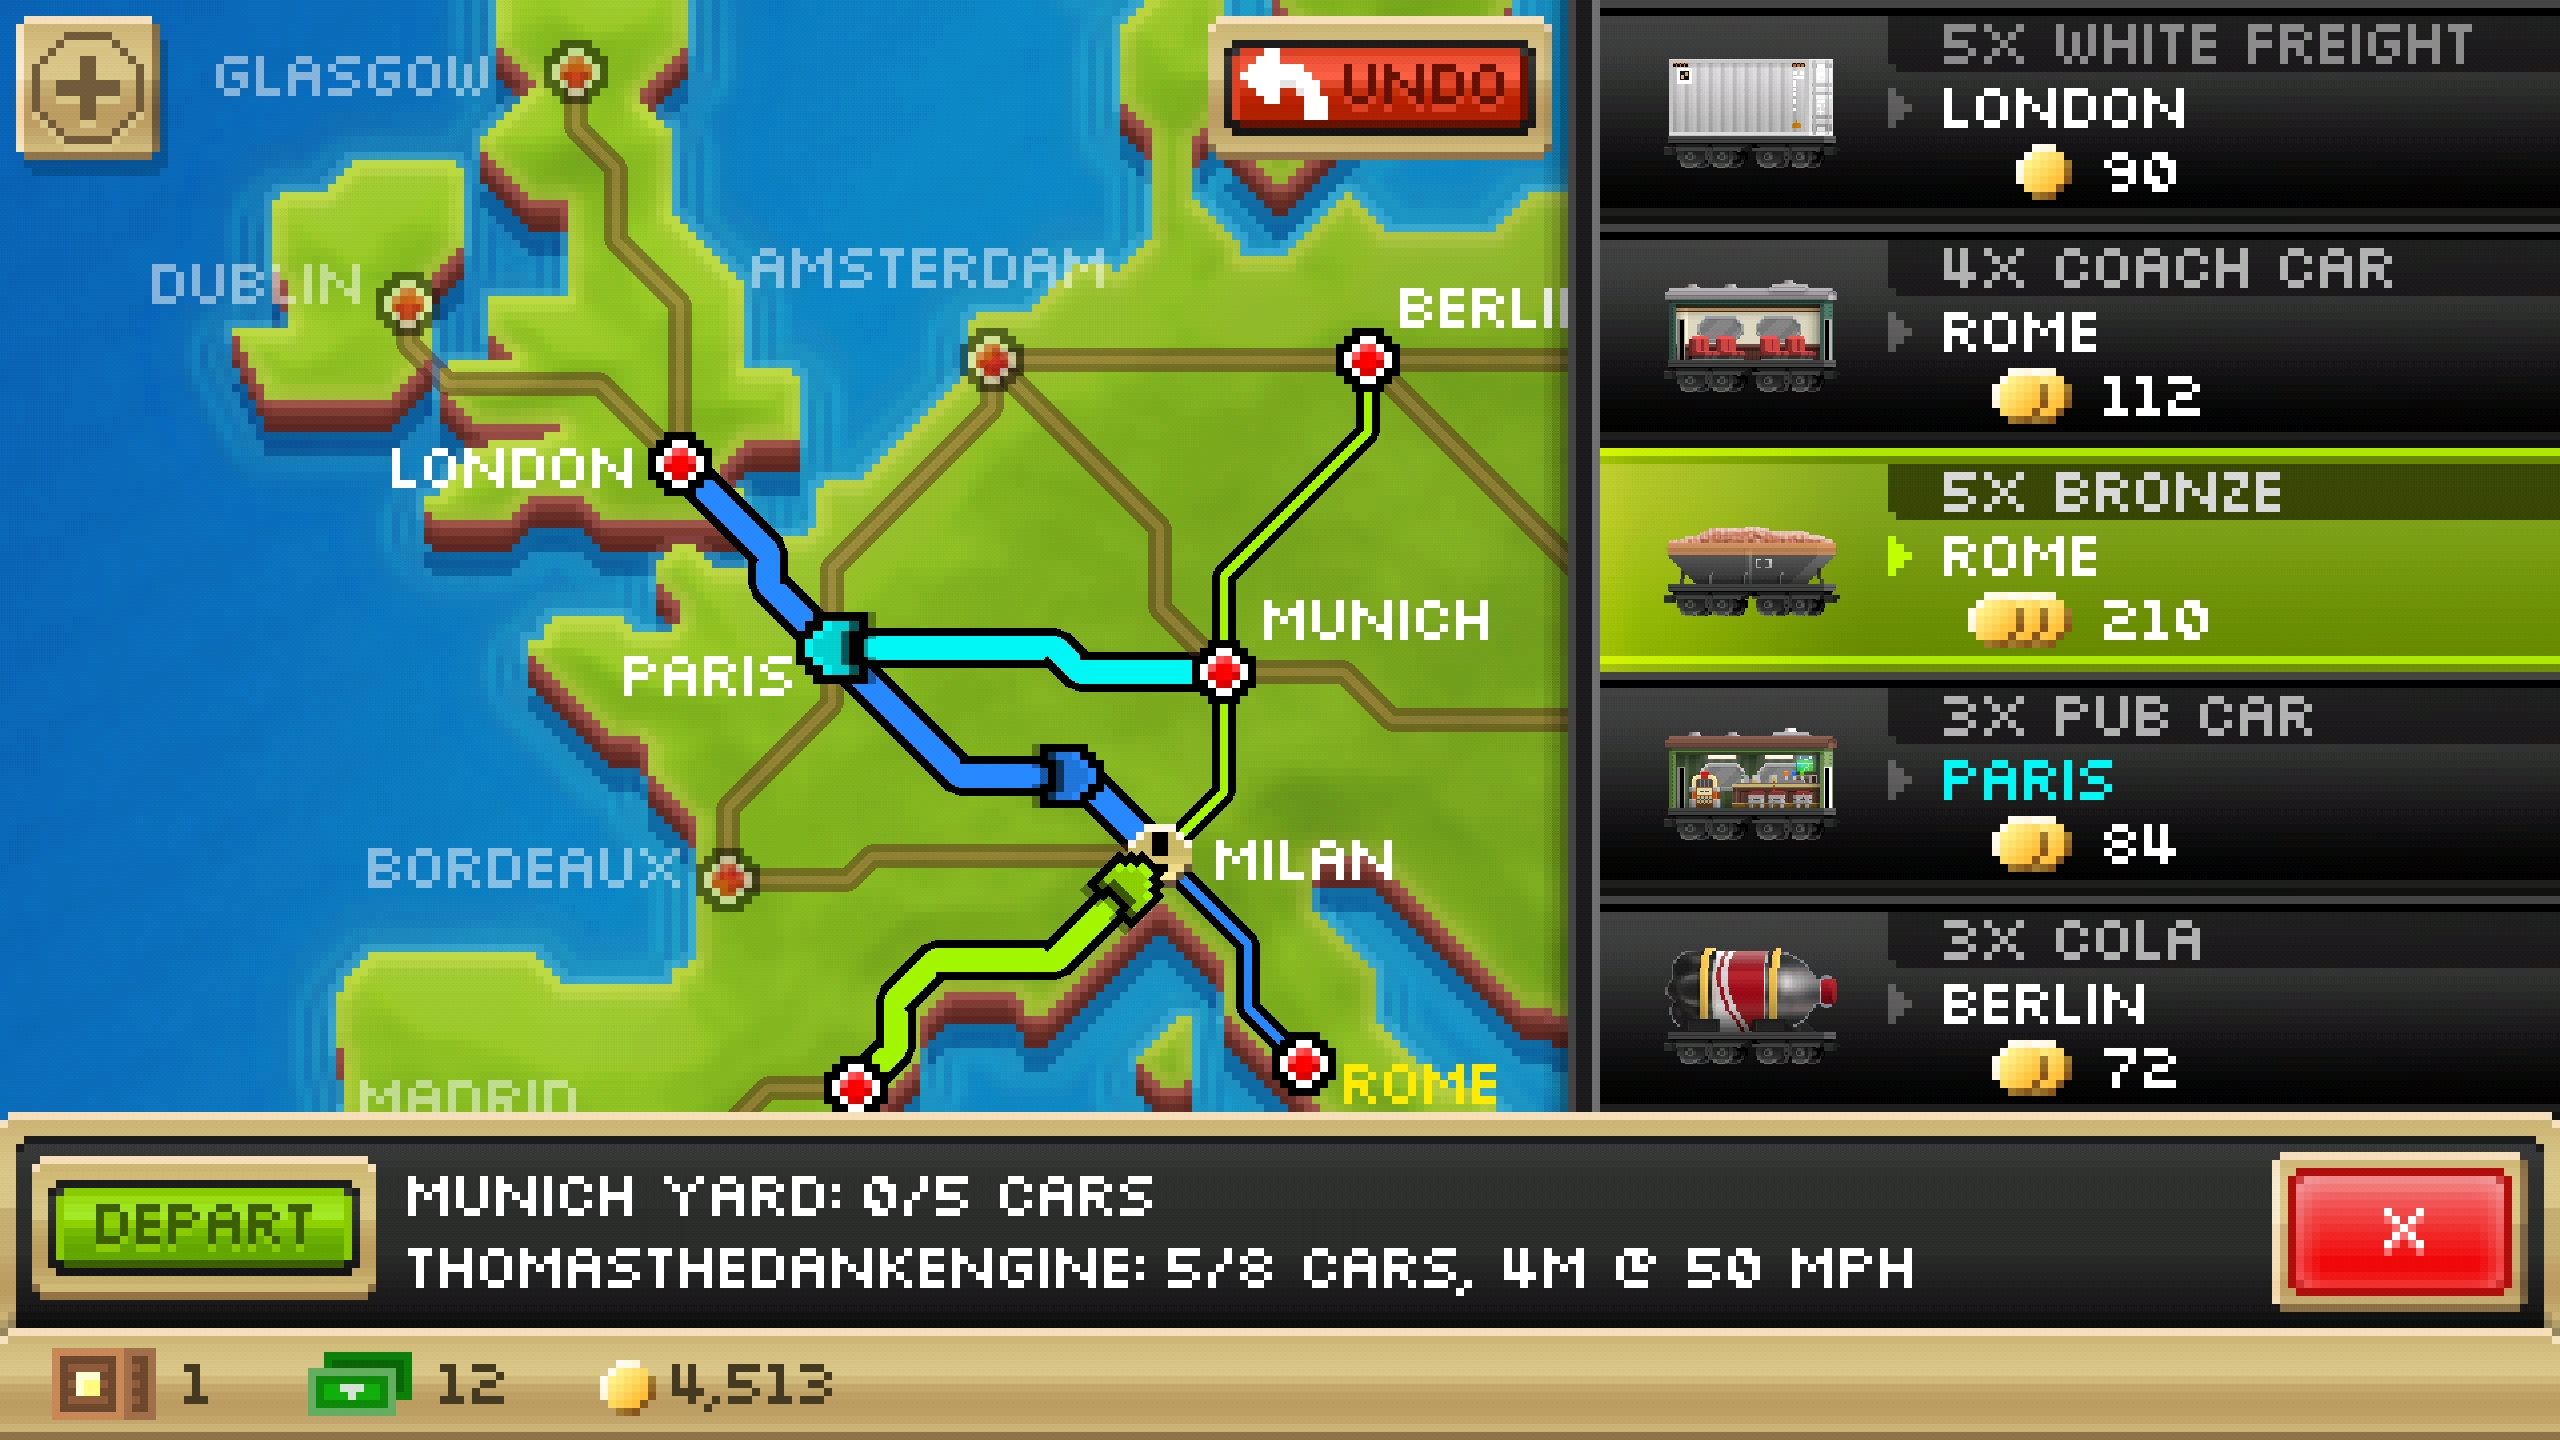 GLASGOW
UNDO
DUBLIN
AMSTERDAM
BERLI
LONDON
MUNICH
PARIS
MILAN
BORDEAUX
MADRID
ROME
5X WHITE FREIGHT
LONDON
90
4X COACH CAR
ROME
112
5X BRONZE
ROME
210
3X PUB CAR
PARIS
84
3X COLA
BERLIN
72
DEPART
MUNICH YARD: 0/5 CARS
THOMASTHEDANKENGINE: 5/8 CARS, 4M @ 50 MPH
X
1
12
4,513